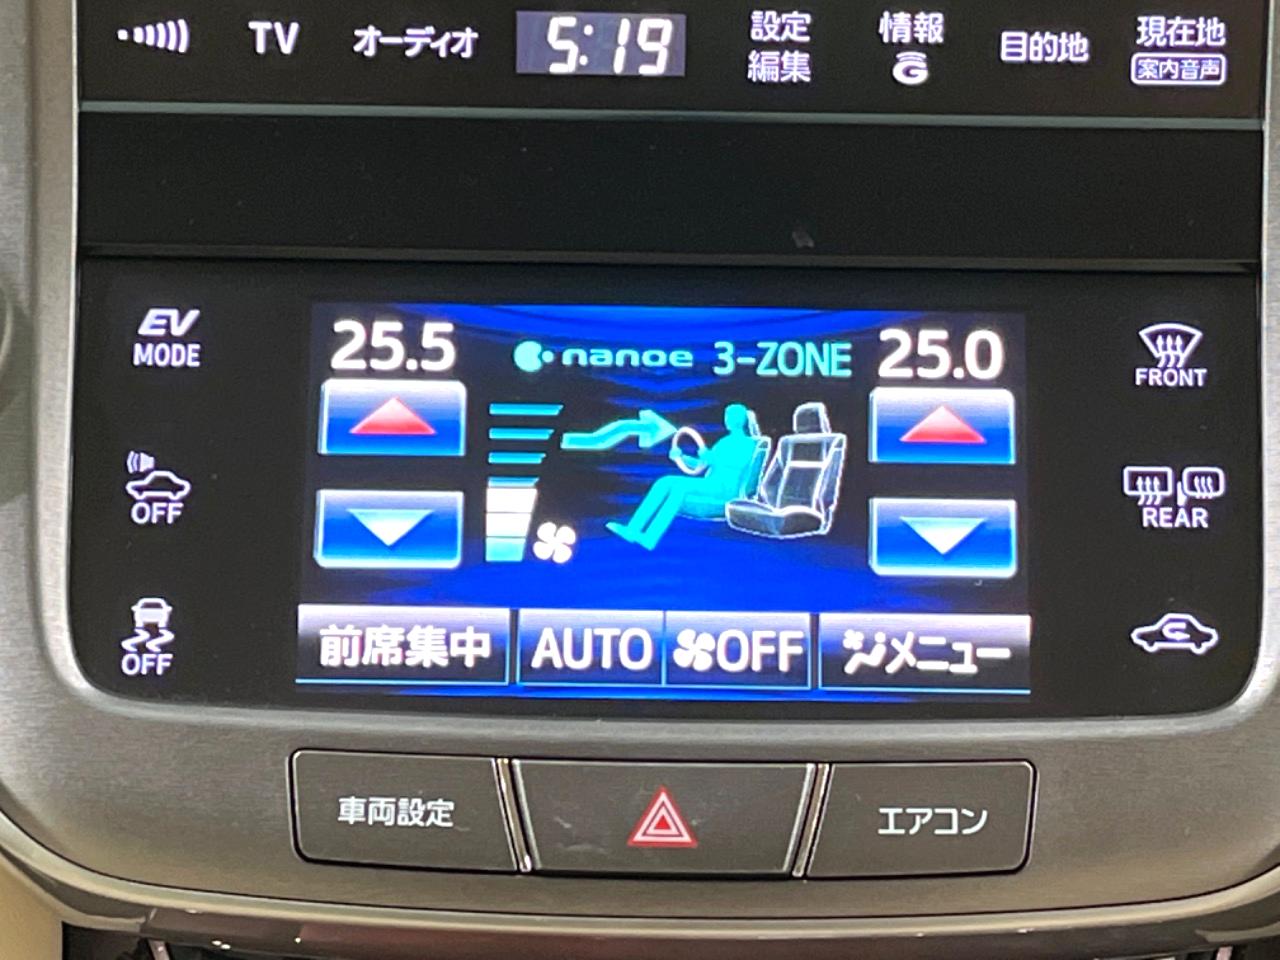 TV
オーディオ
5:19
設定
編集
情報
G
目的地
現在地
案内音声
EV
MODE
25.5
nanoe
3-ZONE
25.0
FRONT
OFF
REAR
OFF
前席集中
AUTO
OFF
メニュー
車両設定
エアコン